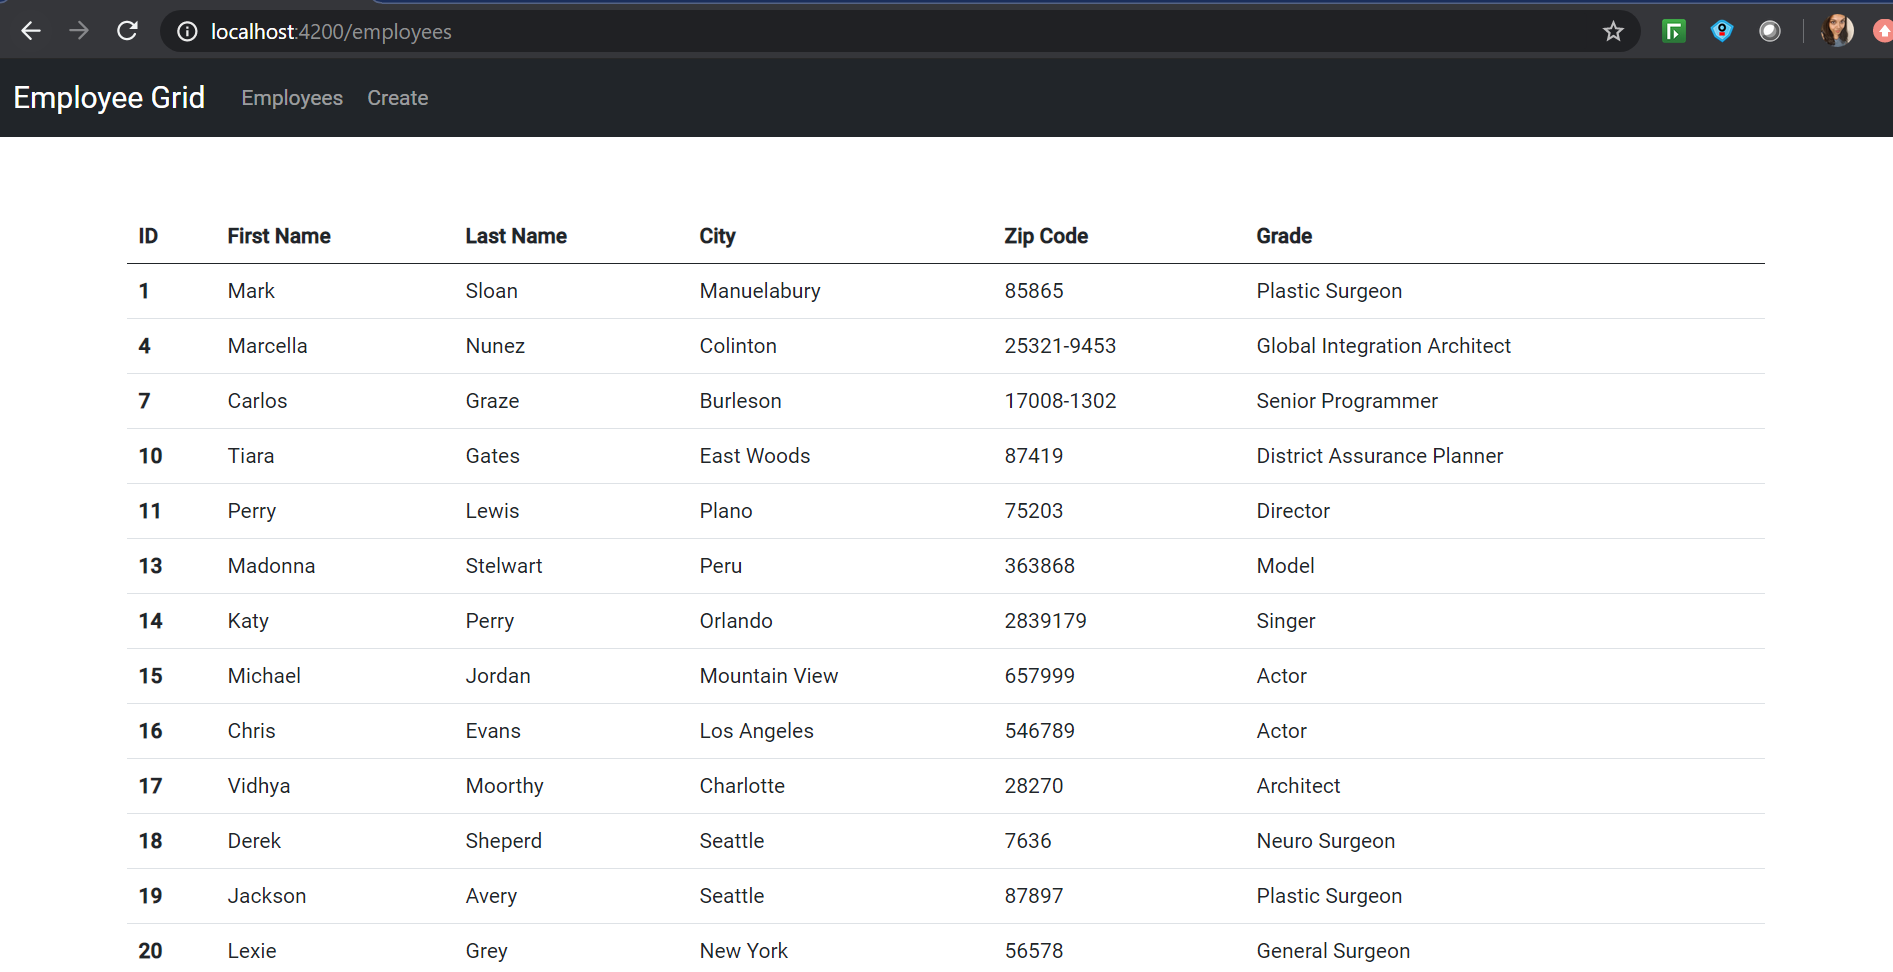 localhost:4200/employees
Employee Grid Employees Create
ID First Name Last Name City Zip Code Grade
1 Mark Sloan Manuelabury 85865 Plastic Surgeon
4 Marcella Nunez Colinton 25321-9453 Global Integration Architect
7 Carlos Graze Burleson 17008-1302 Senior Programmer
10 Tiara Gates East Woods 87419 District Assurance Planner
11 Perry Lewis Plano 75203 Director
13 Madonna Stelwart Peru 363868 Model
14 Katy Perry Orlando 2839179 Singer
15 Michael Jordan Mountain View 657999 Actor
16 Chris Evans Los Angeles 546789 Actor
17 Vidhya Moorthy Charlotte 28270 Architect
18 Derek Sheperd Seattle 7636 Neuro Surgeon
19 Jackson Avery Seattle 87897 Plastic Surgeon
20 Lexie Grey New York 56578 General Surgeon